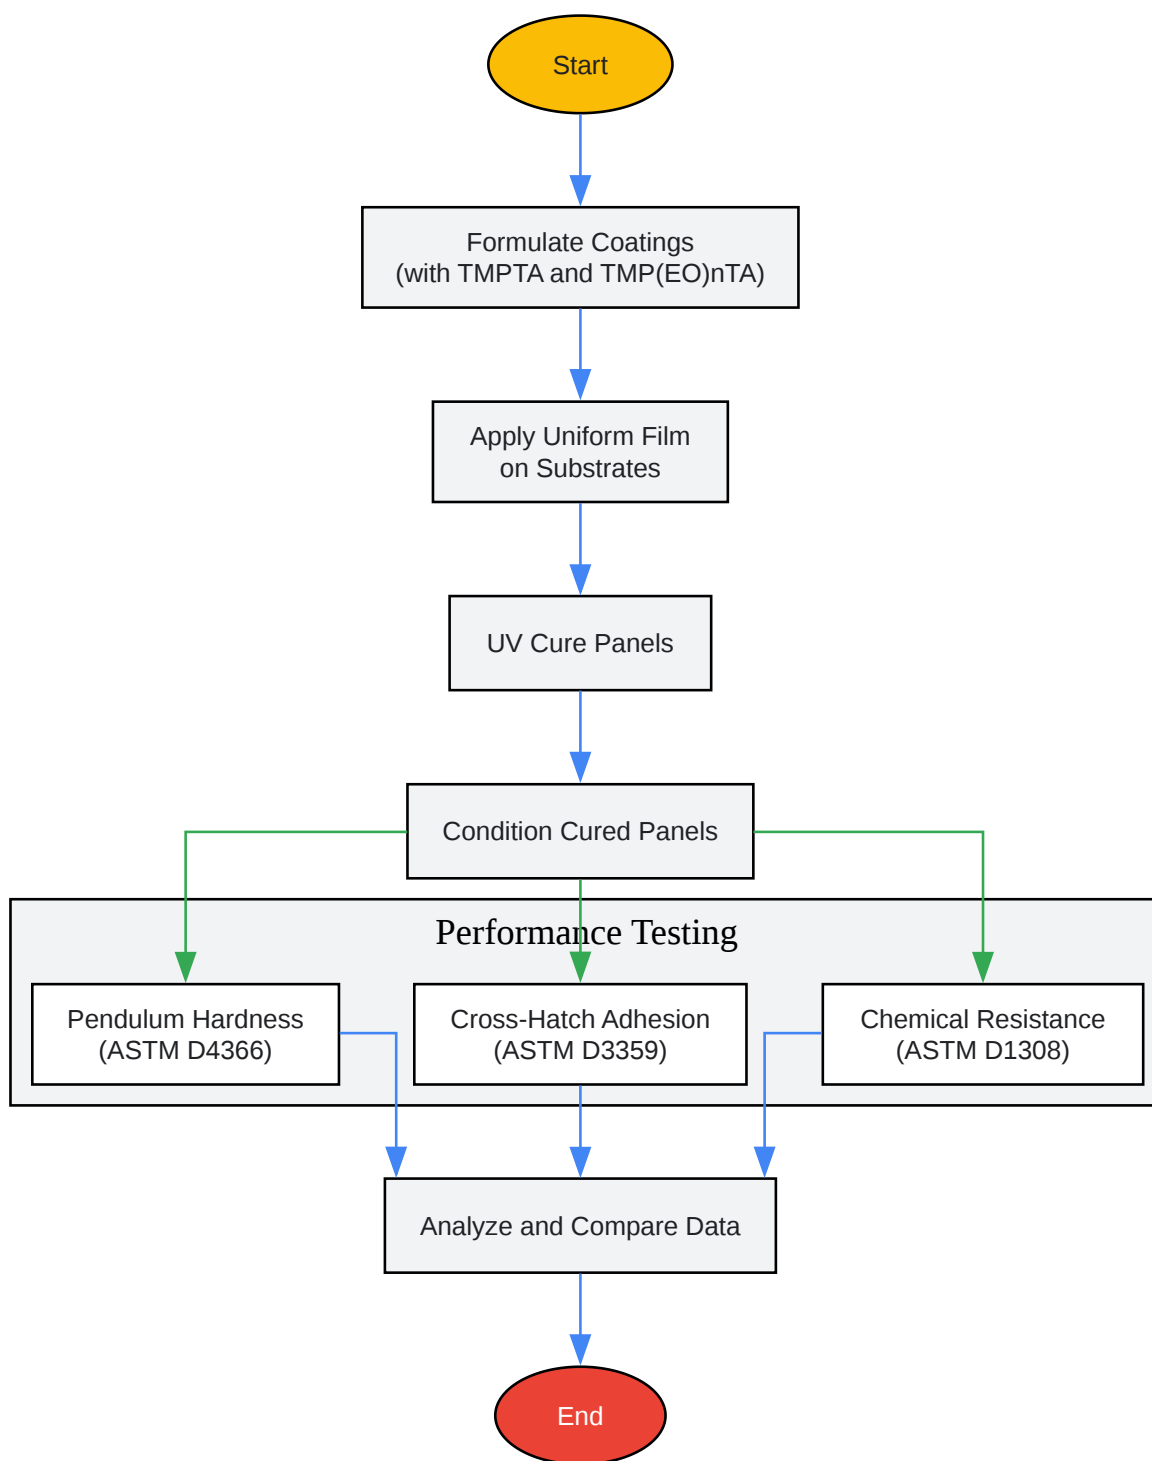 Start
Formulate Coatings
(with TMPTA and TMP(EO)nTA)
Apply Uniform Film
on Substrates
UV Cure Panels
Condition Cured Panels
Performance Testing
Pendulum Hardness
(ASTM D4366)
Cross-Hatch Adhesion
(ASTM D3359)
Chemical Resistance
(ASTM D1308)
Analyze and Compare Data
End